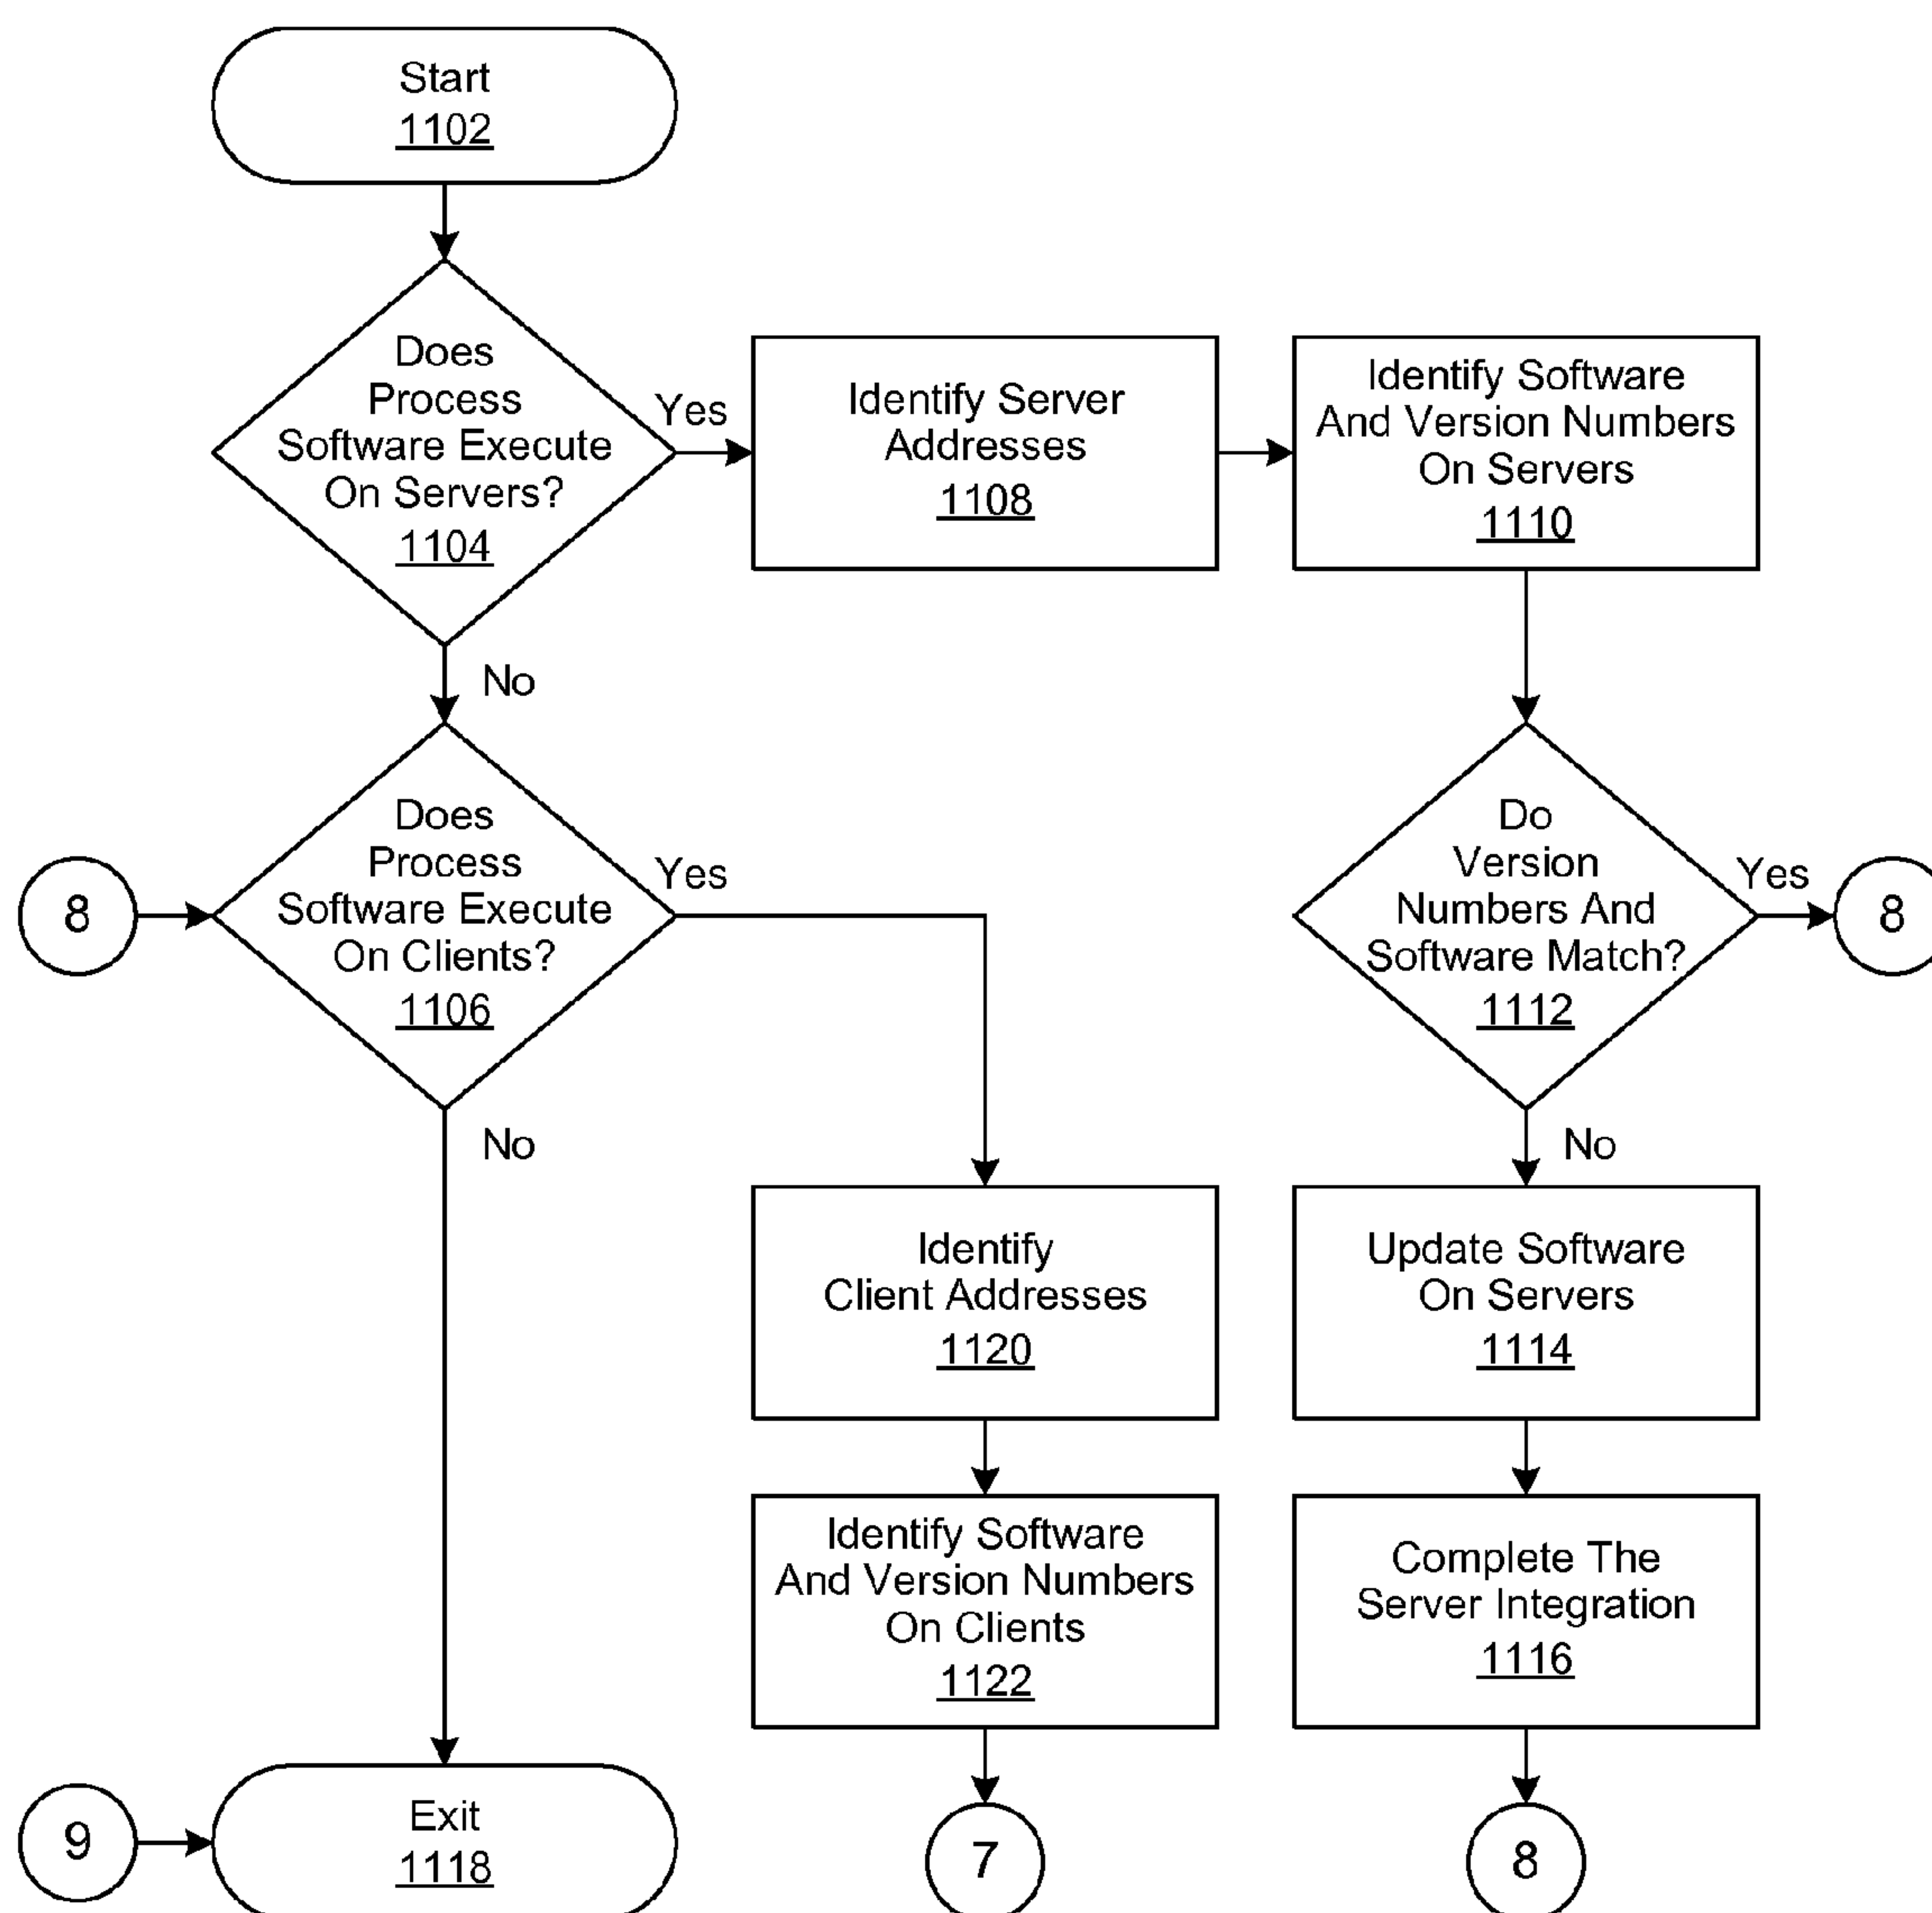 Start
1102
Does
Process
Software Execute
On Servers?
1104
Yes
No
Identify Server
Addresses
1108
Identify Software
And Version Numbers
On Servers
1110
8
Does
Process
Software Execute
On Clients?
1106
Yes
No
Do
Version
Numbers And
Software Match?
1112
Yes
8
No
Identify
Client Addresses
1120
Update Software
On Servers
1114
Identify Software
And Version Numbers
On Clients
1122
Complete The
Server Integration
1116
9
Exit
1118
7
8